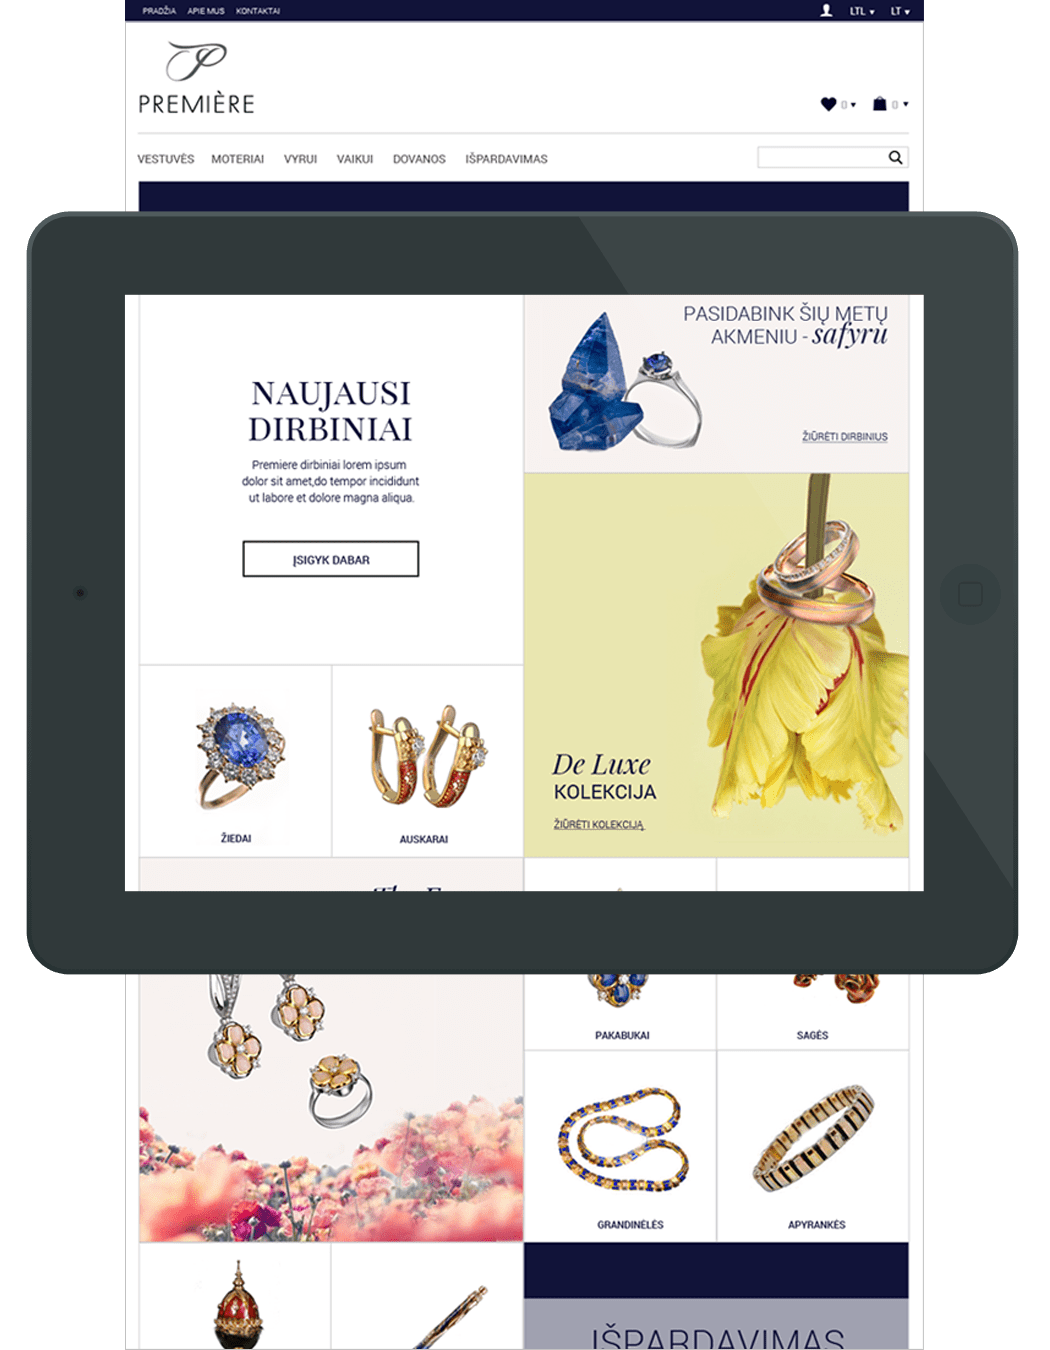 PRADŽIA APIE MUS KONTAKTAI LTL LT
P
PREMIÈRE
0 0
VESTUVĖS MOTERIAI VYRUI VAIKUI DOVANOS IŠPARDAVIMAS
PASIDABINK ŠIŲ METŲ
AKMENIU - safyru
ŽIŪRĖTI DIRBINIUS
NAUJAUSI
DIRBINIAI
Premiere dirbiniai lorem ipsum
dolor sit amet,do tempor incididunt
ut labore et dolore magna aliqua.
ĮSIGYK DABAR
De Luxe
KOLEKCIJA
ŽIŪRĖTI KOLEKCIJĄ
ŽIEDAI
AUSKARAI
PAKABUKAI
SAGĖS
GRANDINĖLĖS
APYRANKĖS
IŠPARDAVIMAS